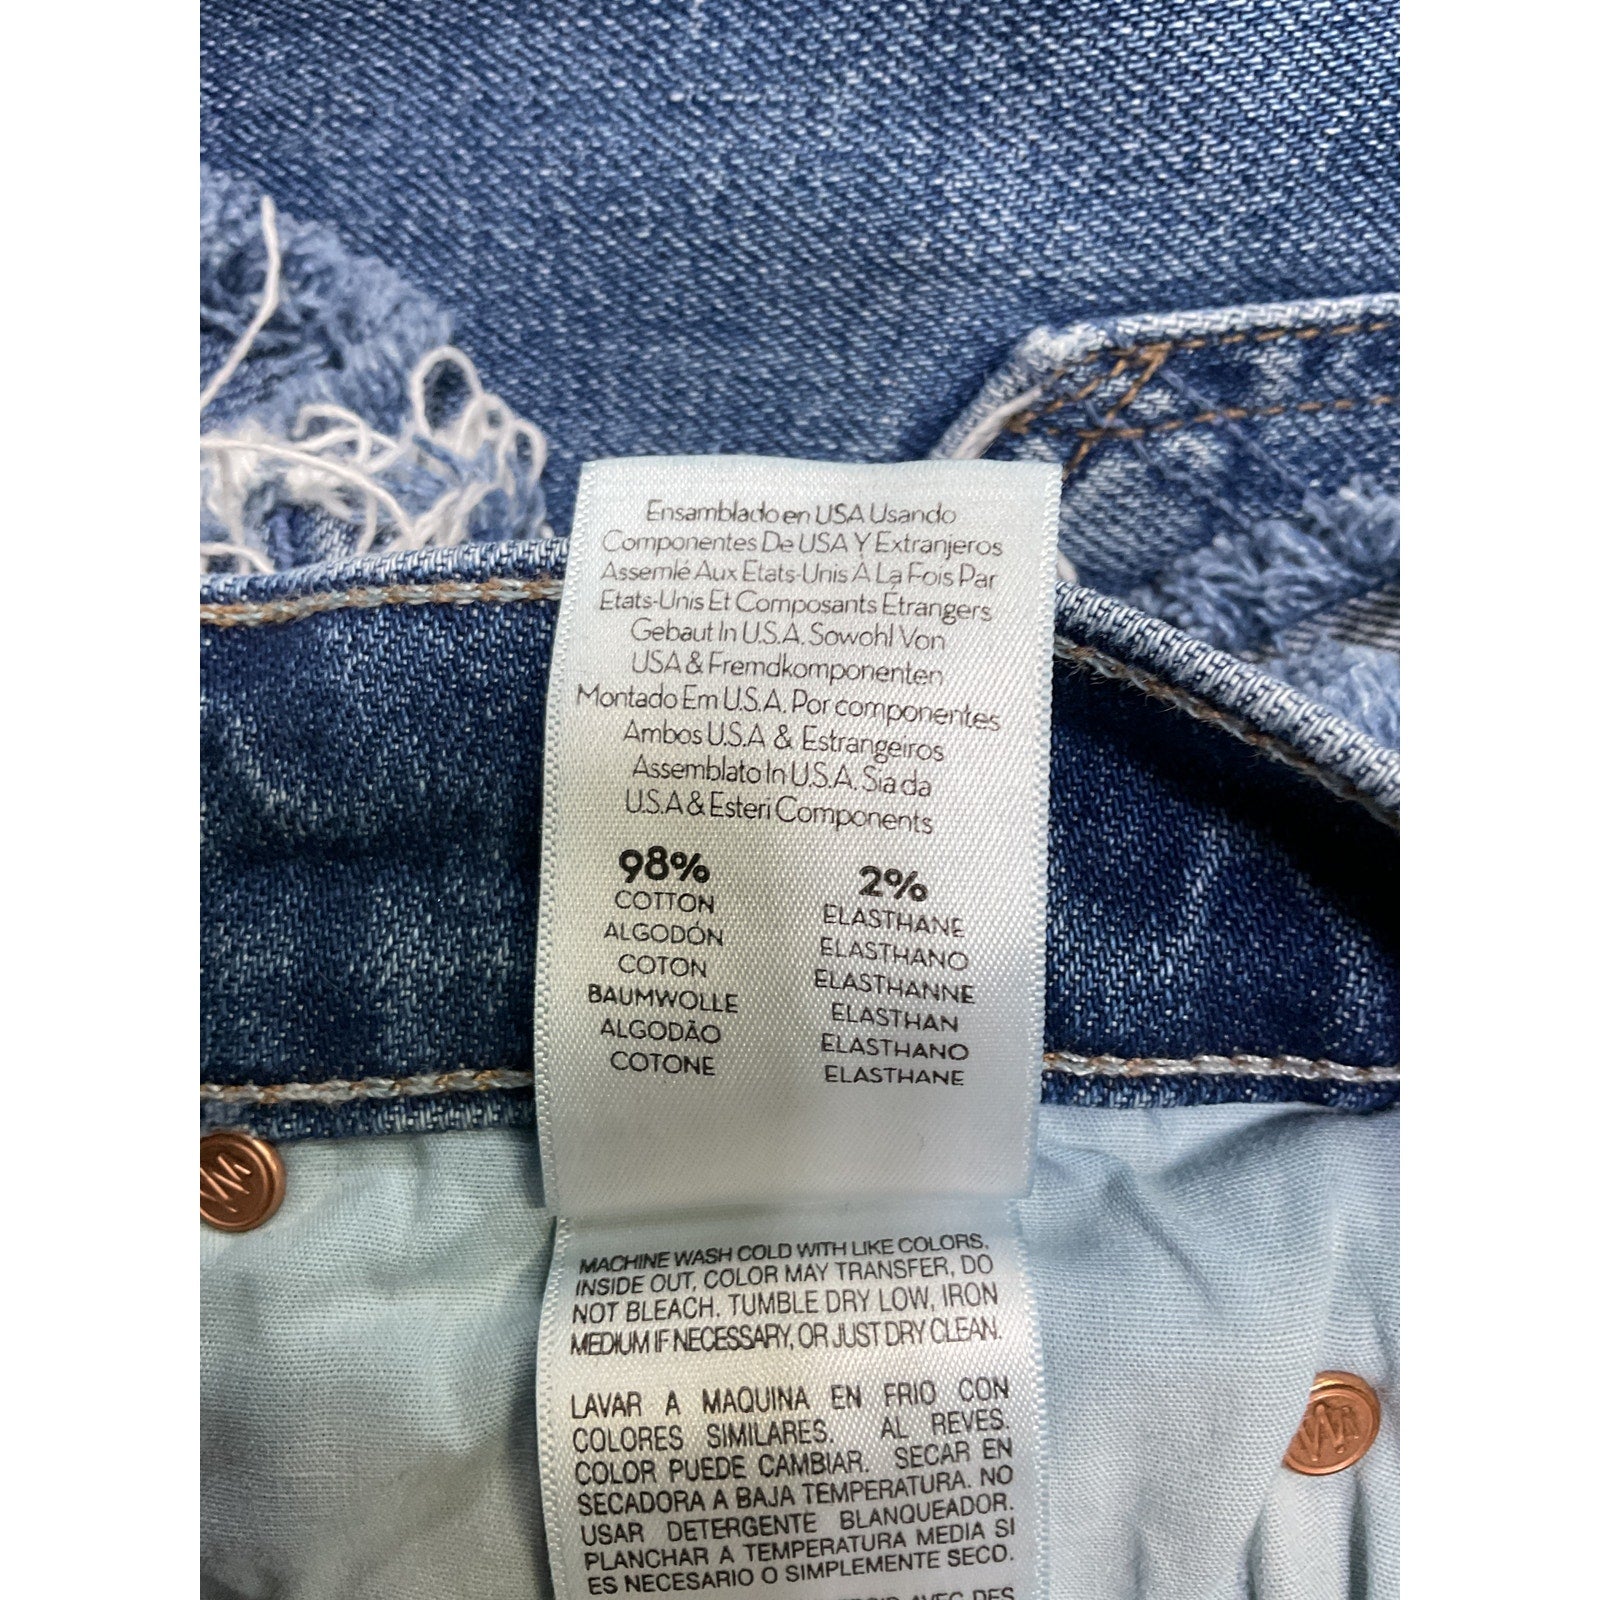 Ensamblado en USA Usando
Componentes De USA Y Extranjeros
Assemlé Aux Etats-Unis À La Fois Par
Etats-Unis Et Composants Étrangers
Gebaut In U.S.A. Sowohl Von
USA & Fremdkomponenten
Montado Em U.S.A. Por componentes
Ambos U.S.A & Estrangeiros
Assemblato In U.S.A. Sia da
U.S.A & Esteri Components
98% 2%
COTTON ELASTHANE
ALGODÓN ELASTHANO
COTON ELASTHANNE
BAUMWOLLE ELASTHAN
ALGODÃO ELASTHANO
COTONE ELASTHANE
MACHINE WASH COLD WITH LIKE COLORS,
INSIDE OUT, COLOR MAY TRANSFER, DO
NOT BLEACH. TUMBLE DRY LOW, IRON
MEDIUM IF NECESSARY, OR JUST DRY CLEAN.
LAVAR A MAQUINA EN FRIO CON
COLORES SIMILARES. AL REVES.
COLOR PUEDE CAMBIAR. SECAR EN
SECADORA A BAJA TEMPERATURA. NO
USAR DETERGENTE BLANQUEADOR.
PLANCHAR A TEMPERATURA MEDIA SI
ES NECESARIO O SIMPLEMENTE SECO.
AVEC DES